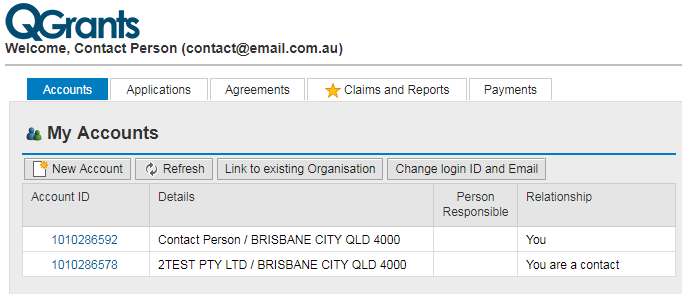 QGrants
Welcome, Contact Person (contact@email.com.au)
Accounts Applications Agreements Claims and Reports Payments
My Accounts
New Account Refresh Link to existing Organisation Change login ID and Email
Account ID Details Person Responsible Relationship
1010286592 Contact Person / BRISBANE CITY QLD 4000 You
1010286578 2TEST PTY LTD / BRISBANE CITY QLD 4000 You are a contact